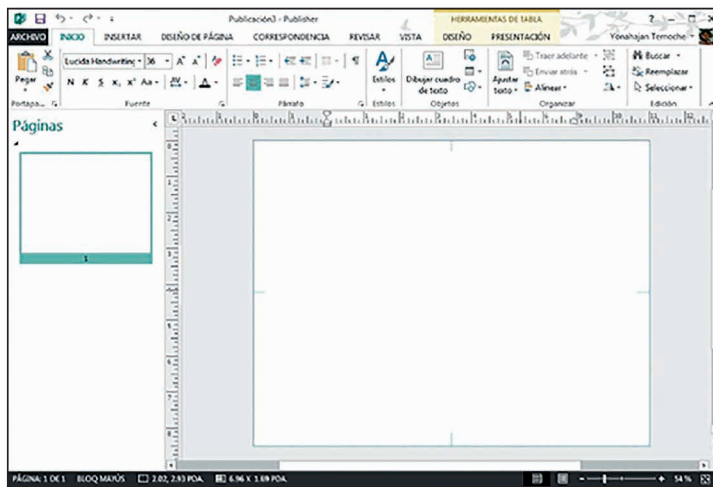 Publicación3 - Publisher
HERRAMIENTAS DE TABLA
ARCHIVO INICIO INSERTAR DISEÑO DE PÁGINA CORRESPONDENCIA REVISAR VISTA DISEÑO PRESENTACIÓN Yonahajan Temoche
Lucida Handwriting 36
Pegar
N K S x, x² Aa
Estilos
Dibujar cuadro de texto
Ajustar texto
Traer adelante
Enviar atrás
Alinear
Buscar
Reemplazar
Seleccionar
Portapa... Fuente Párrafo Estilos Objetos Organizar Edición
Páginas
1
PÁGINA: 1 DE 1 BLOQ MAYÚS 2.02, 2.93 PDA. 6.96 X 1.69 PDA. 54 %